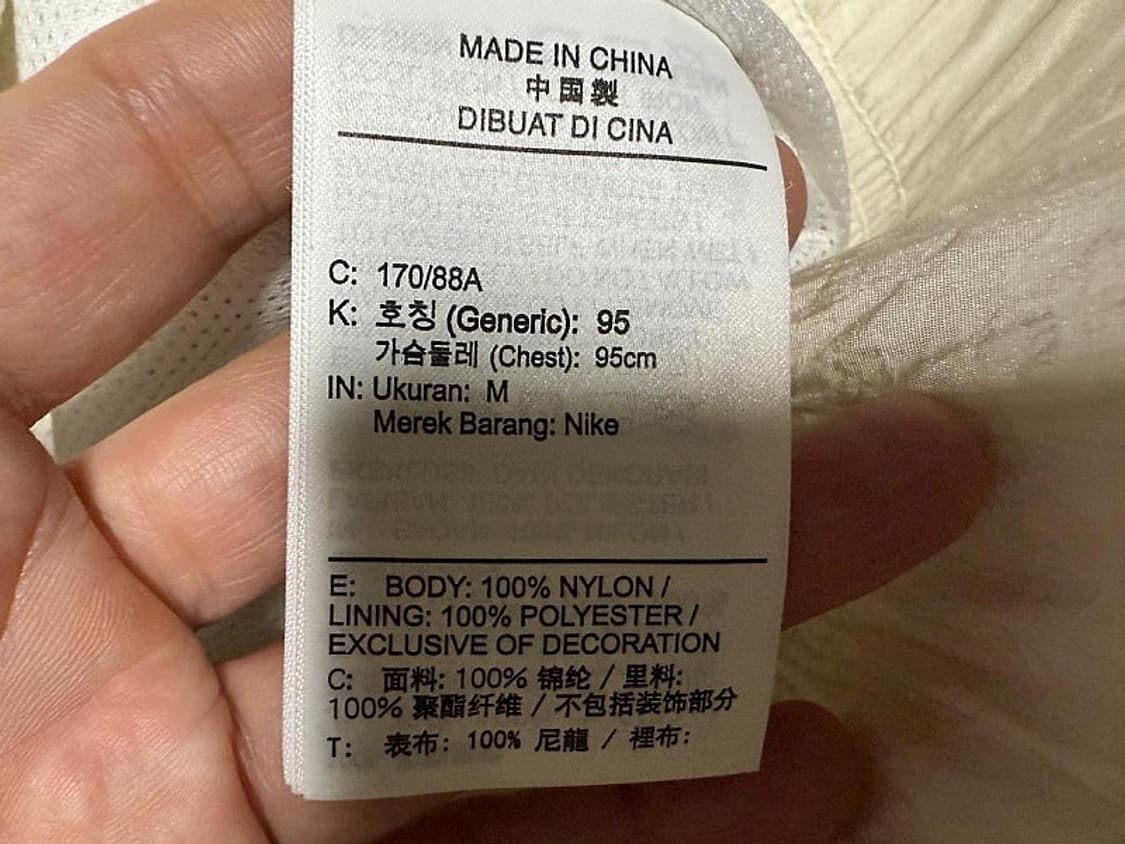 MADE IN CHINA
中国製
DIBUAT DI CINA
C: 170/88A
K: 호칭 (Generic): 95
가슴둘레 (Chest): 95cm
IN: Ukuran: M
Merek Barang: Nike
E: BODY: 100% NYLON /
LINING: 100% POLYESTER /
EXCLUSIVE OF DECORATION
C: 面料: 100% 锦纶 / 里料:
100% 聚酯纤维 / 不包括装饰部分
T: 表布: 100% 尼龍 / 裡布: